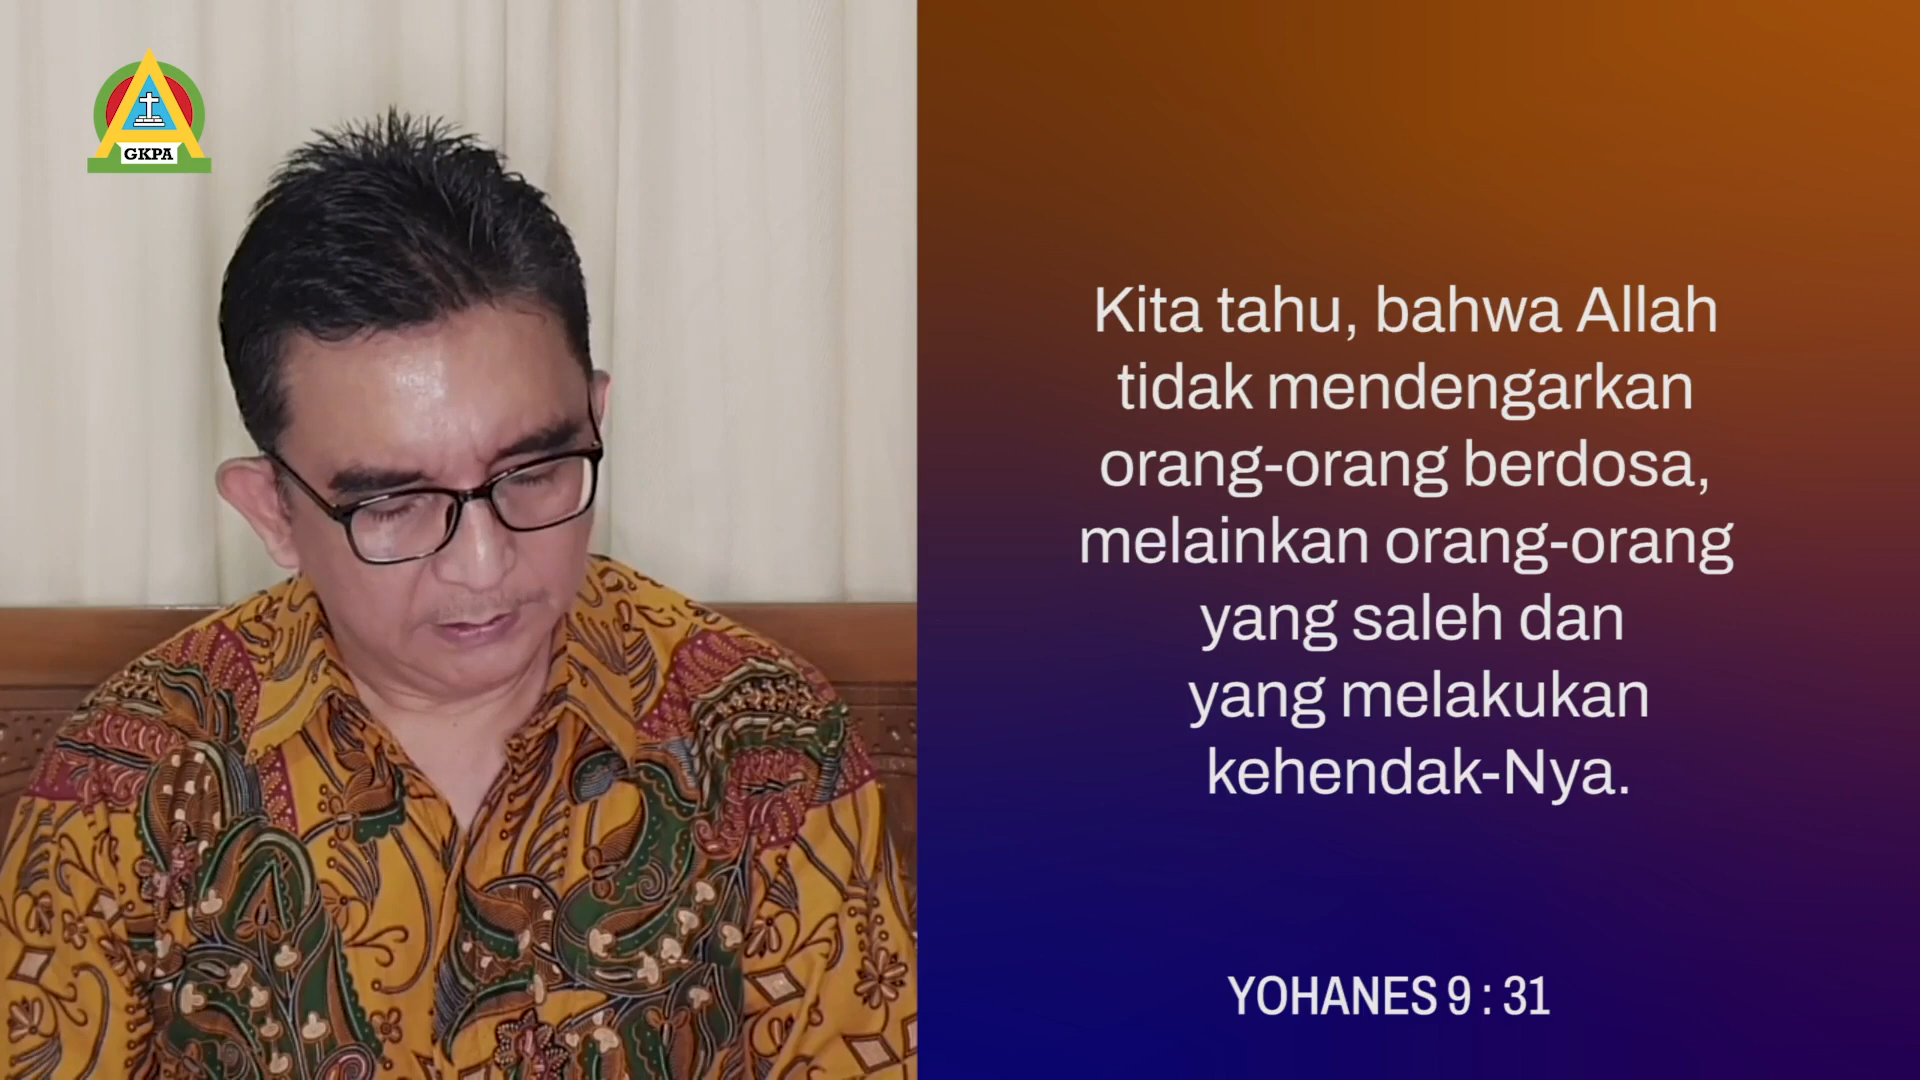 GKPA
Kita tahu, bahwa Allah
tidak mendengarkan
orang-orang berdosa,
melainkan orang-orang
yang saleh dan
yang melakukan
kehendak-Nya.
YOHANES 9 : 31